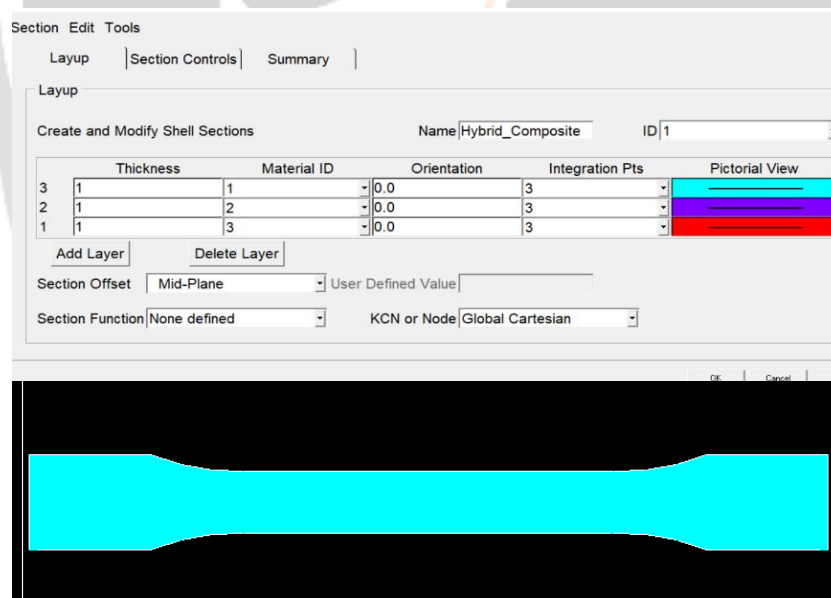 Section Edit Tools
Layup Section Controls Summary
Layup
Create and Modify Shell Sections Name Hybrid_Composite ID 1
Thickness Material ID Orientation Integration Pts Pictorial View
3 1 1 0.0 3
2 1 2 0.0 3
1 1 3 0.0 3
Add Layer Delete Layer
Section Offset Mid-Plane User Defined Value
Section Function None defined KCN or Node Global Cartesian
OK Cancel